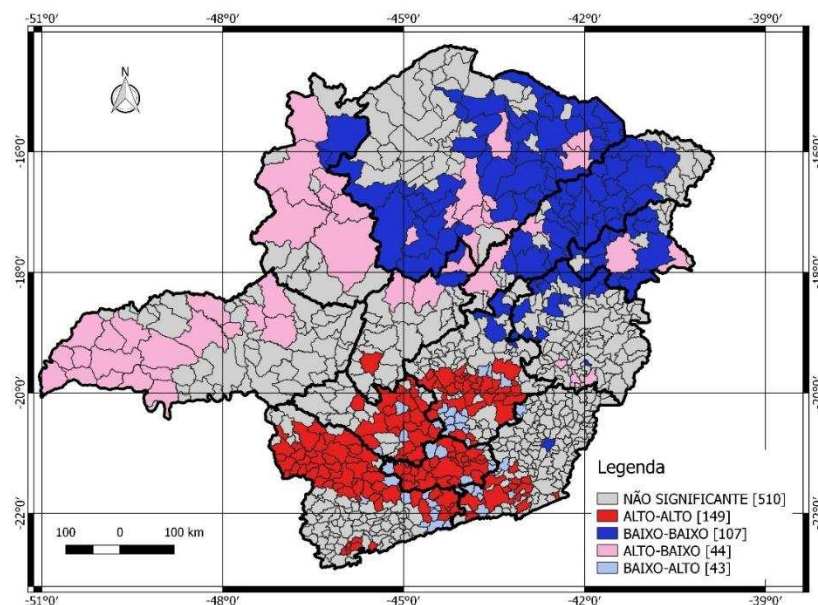 -51°0' -48°0' -45°0' -42°0' -39°0'
N
-16°0' -16°0'
-18°0' -18°0'
-20°0' -20°0'
-22°0' -22°0'
Legenda
NÃO SIGNIFICANTE [510]
ALTO-ALTO [149]
BAIXO-BAIXO [107]
ALTO-BAIXO [44]
BAIXO-ALTO [43]
100 0 100 km
-51°0' -48°0' -45°0' -42°0' -39°0'